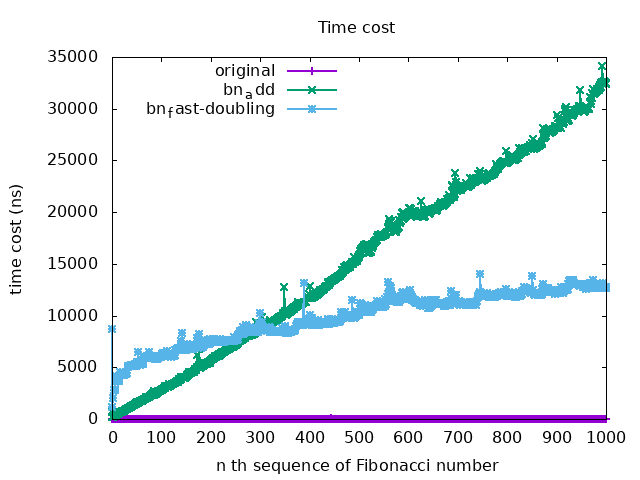 Time cost
35000
30000
25000
20000
15000
10000
5000
0
time cost (ns)
original
bn_add
bn_fast-doubling
0 100 200 300 400 500 600 700 800 900 1000
n th sequence of Fibonacci number